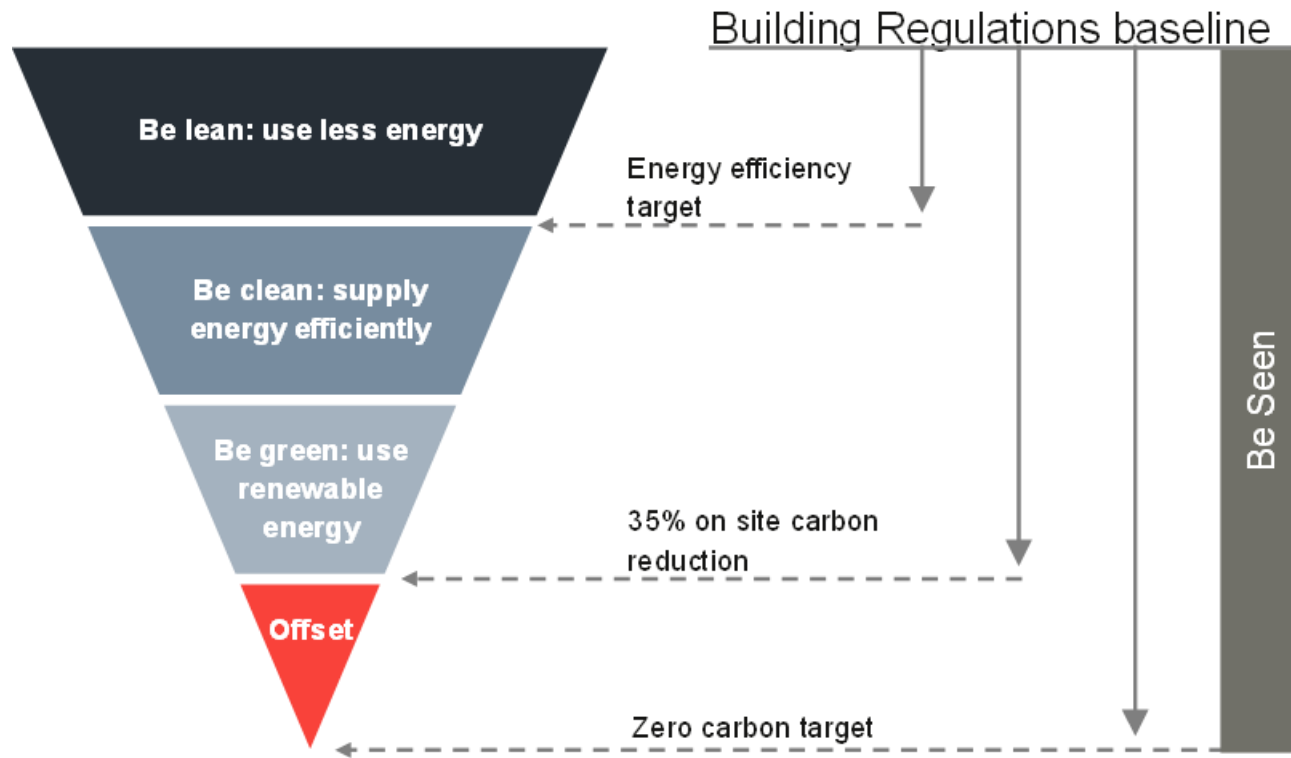 Building Regulations baseline
Be lean: use less energy
Energy efficiency
target
Be clean: supply
energy efficiently
Be green: use
renewable
energy
35% on site carbon
reduction
Offset
Zero carbon target
Be Seen